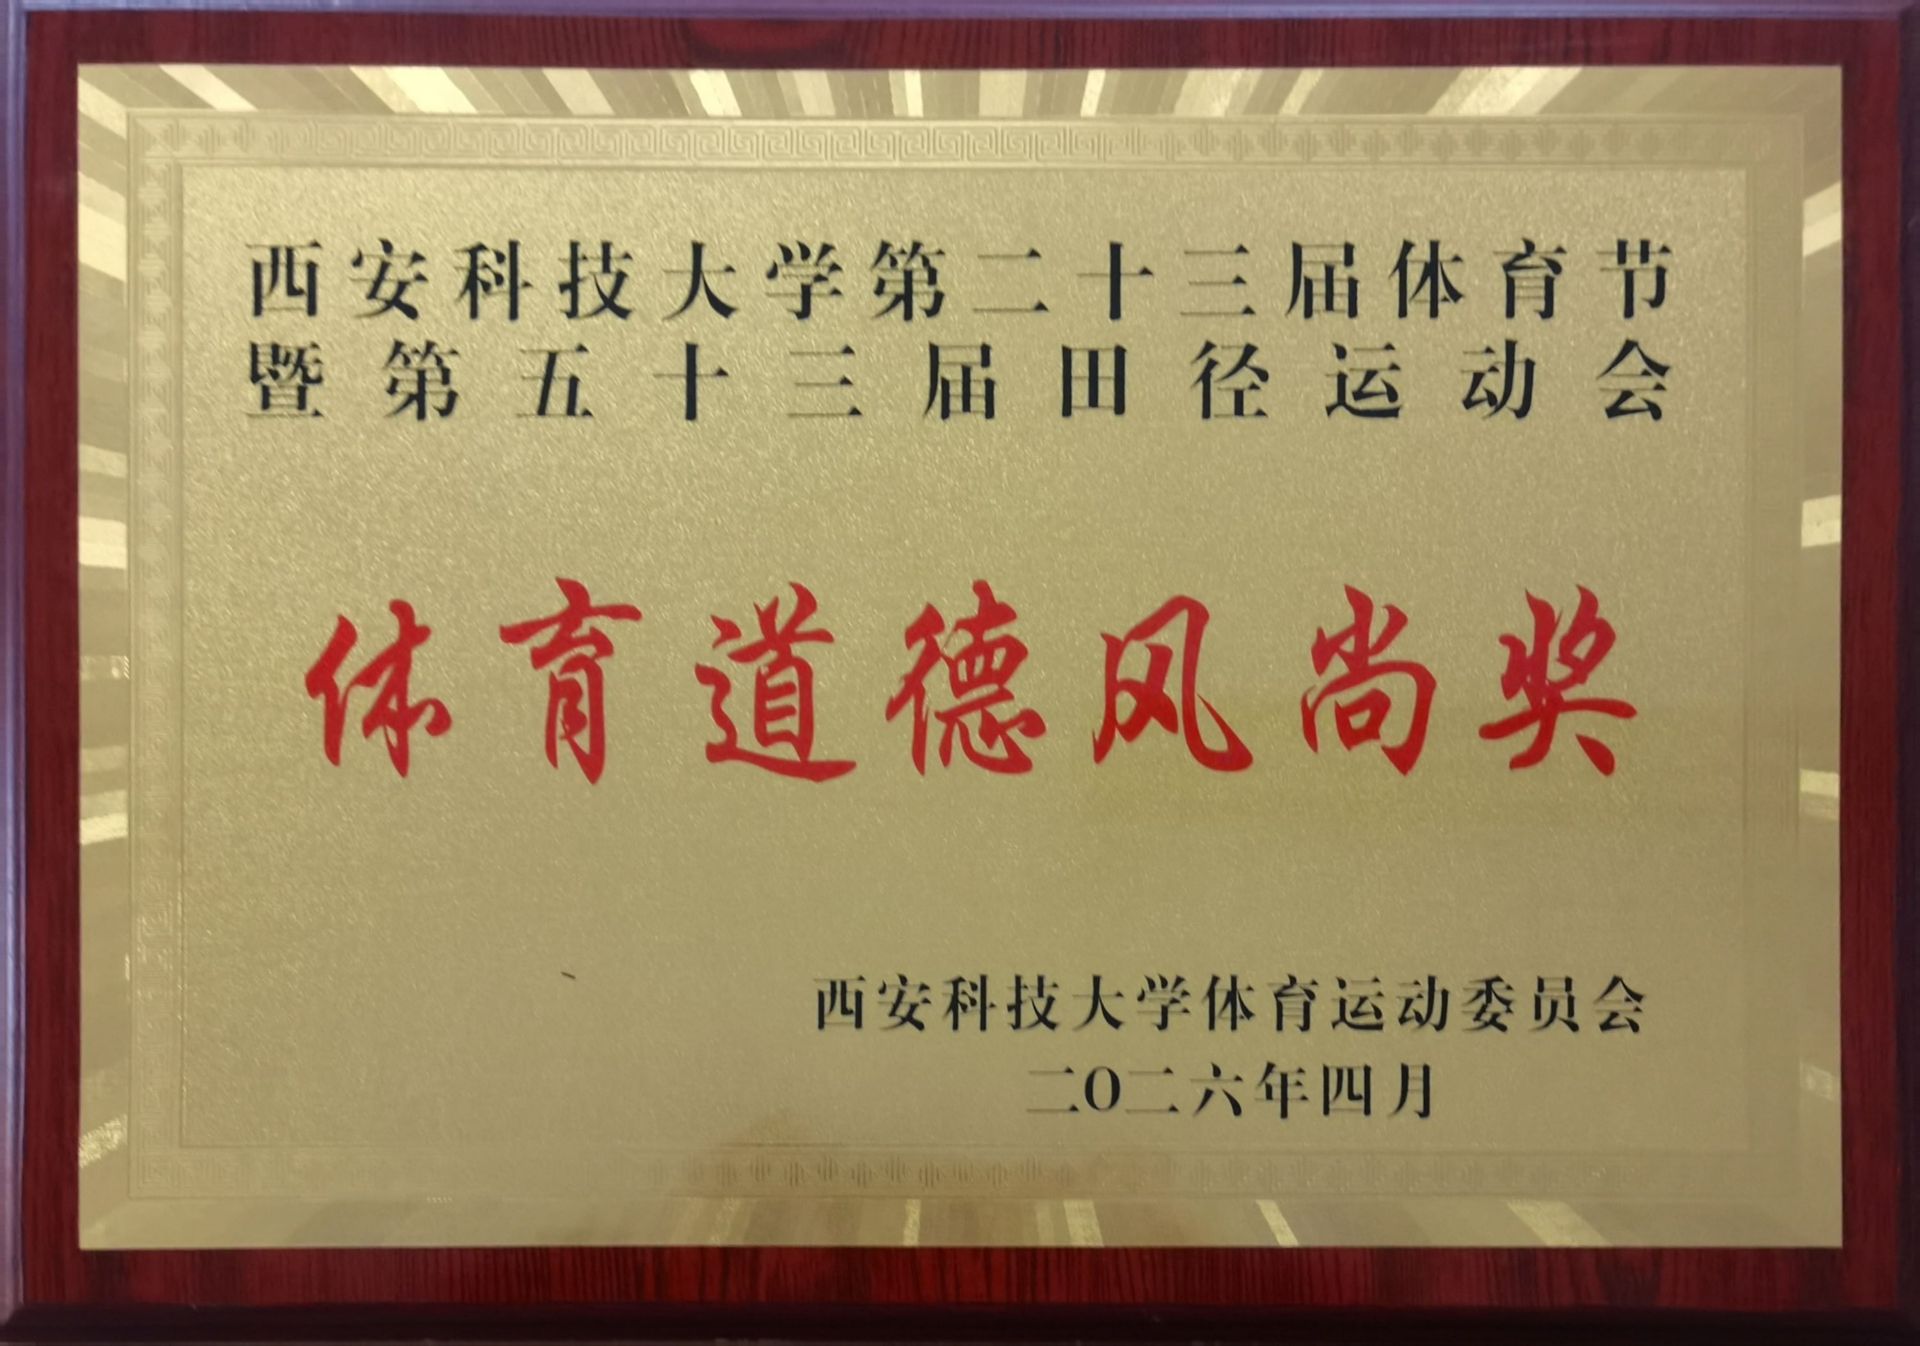 西安科技大学第二十三届体育节
暨第五十三届田径运动会
体育道德风尚奖
西安科技大学体育运动委员会
二O二六年四月